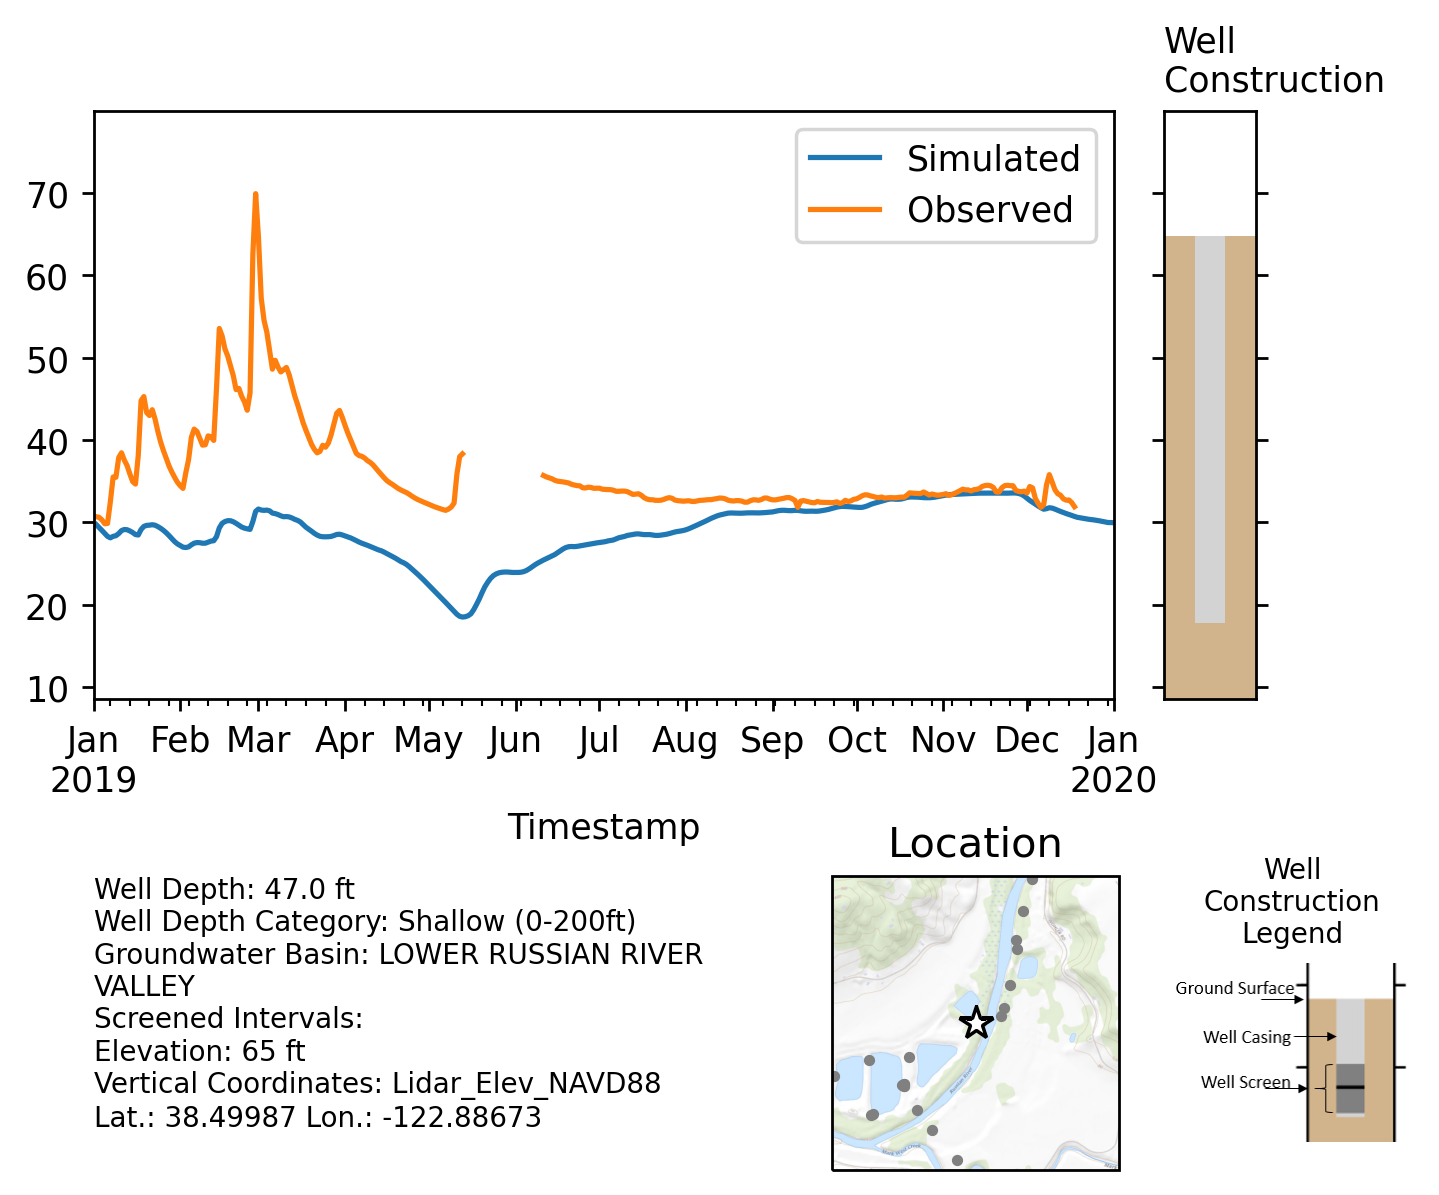 Well
Construction
Simulated
Observed
70
60
50
40
30
20
10
Jan Feb Mar Apr May Jun Jul Aug Sep Oct Nov Dec Jan
2019 2020
Timestamp
Well Depth: 47.0 ft
Well Depth Category: Shallow (0-200ft)
Groundwater Basin: LOWER RUSSIAN RIVER
VALLEY
Screened Intervals:
Elevation: 65 ft
Vertical Coordinates: Lidar_Elev_NAVD88
Lat.: 38.49987 Lon.: -122.88673
Location
Well
Construction
Legend
Ground Surface
Well Casing
Well Screen